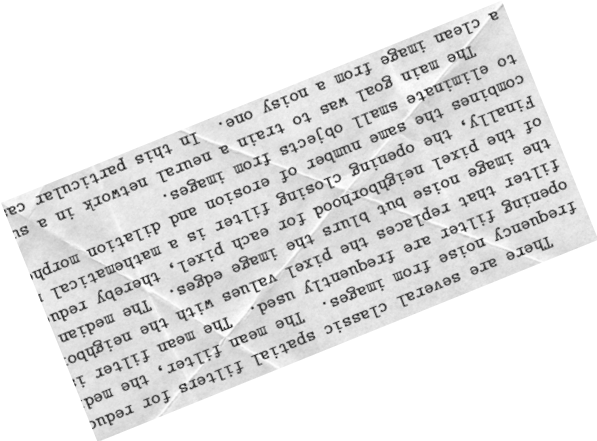 There are several classic spatial filters for reduc
frequency noise from images. The mean filter, the med
opening filter are frequently used. The mean filter i
filter that replaces the pixel values with the neighbo
the image noise but blurs the image edges. The median
of the pixel neighborhood for each pixel, thereby redu
Finally, the opening closing filter is a mathematical
combines the same number of erosion and dilation morph
to eliminate small objects from images.
The main goal was to train a neural network in a s
a clean image from a noisy one. In this particular ca